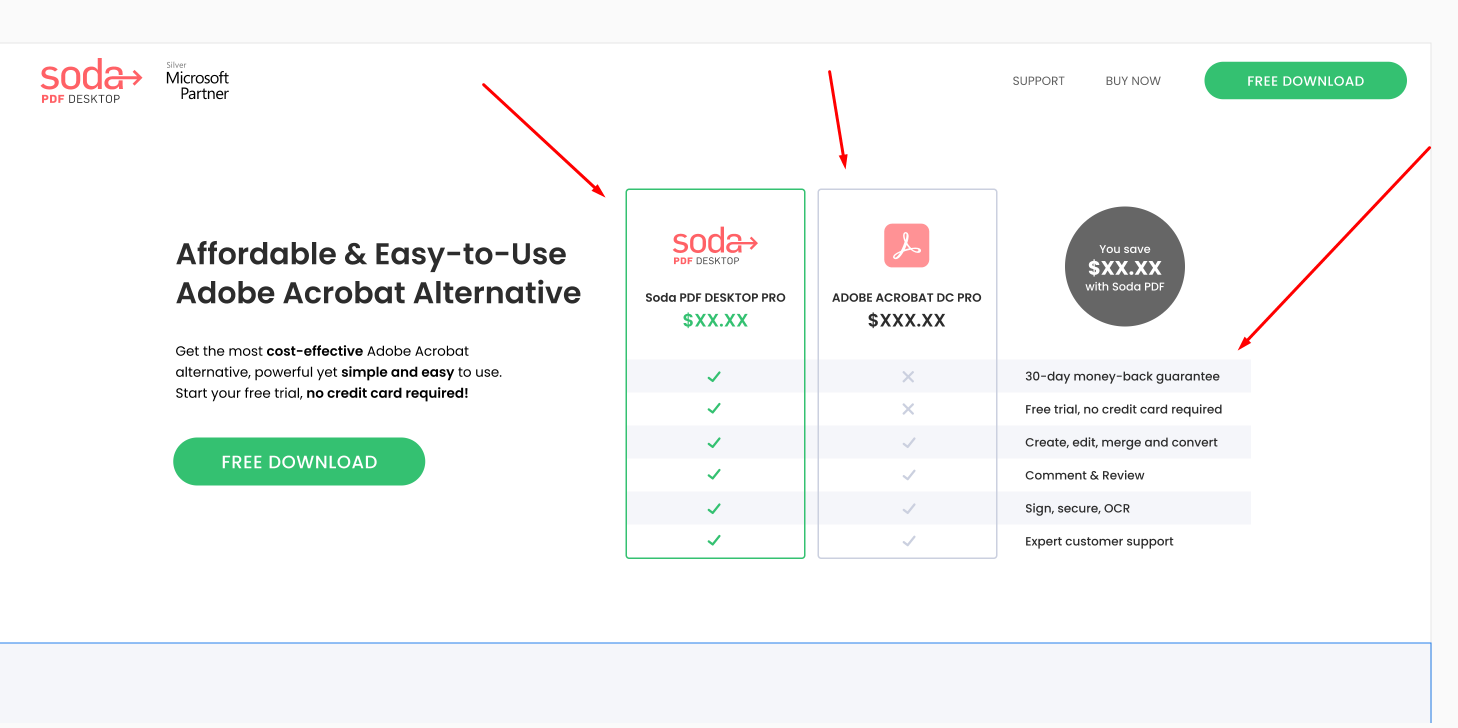 soda
PDF DESKTOP
Silver
Microsoft
Partner
SUPPORT
BUY NOW
FREE DOWNLOAD
Affordable & Easy-to-Use
Adobe Acrobat Alternative
Get the most cost-effective Adobe Acrobat
alternative, powerful yet simple and easy to use.
Start your free trial, no credit card required!
FREE DOWNLOAD
soda
PDF DESKTOP
Soda PDF DESKTOP PRO
$XX.XX
ADOBE ACROBAT DC PRO
$XXX.XX
You save
$XX.XX
with Soda PDF
30-day money-back guarantee
Free trial, no credit card required
Create, edit, merge and convert
Comment & Review
Sign, secure, OCR
Expert customer support